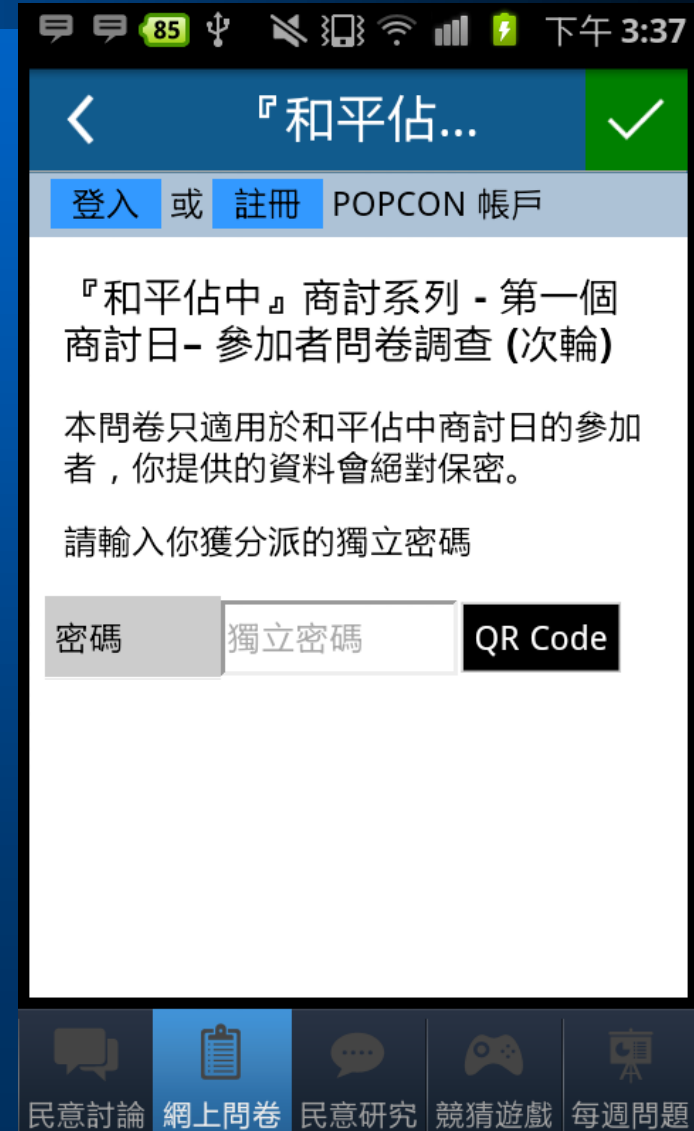 85 下午 3:37
『和平佔...
登入 或 註冊 POPCON 帳戶
『和平佔中』商討系列 - 第一個
商討日– 參加者問卷調查 (次輪)
本問卷只適用於和平佔中商討日的參加
者，你提供的資料會絕對保密。
請輸入你獲分派的獨立密碼
密碼 獨立密碼 QR Code
民意討論 網上問卷 民意研究 競猜遊戲 每週問題